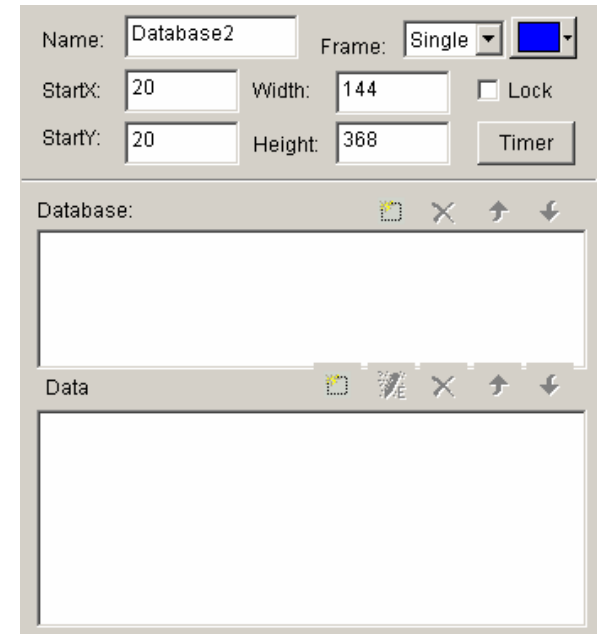 Name: Database2 Frame: Single
StartX: 20 Width: 144 Lock
StartY: 20 Height: 368 Timer
Database:
Data E